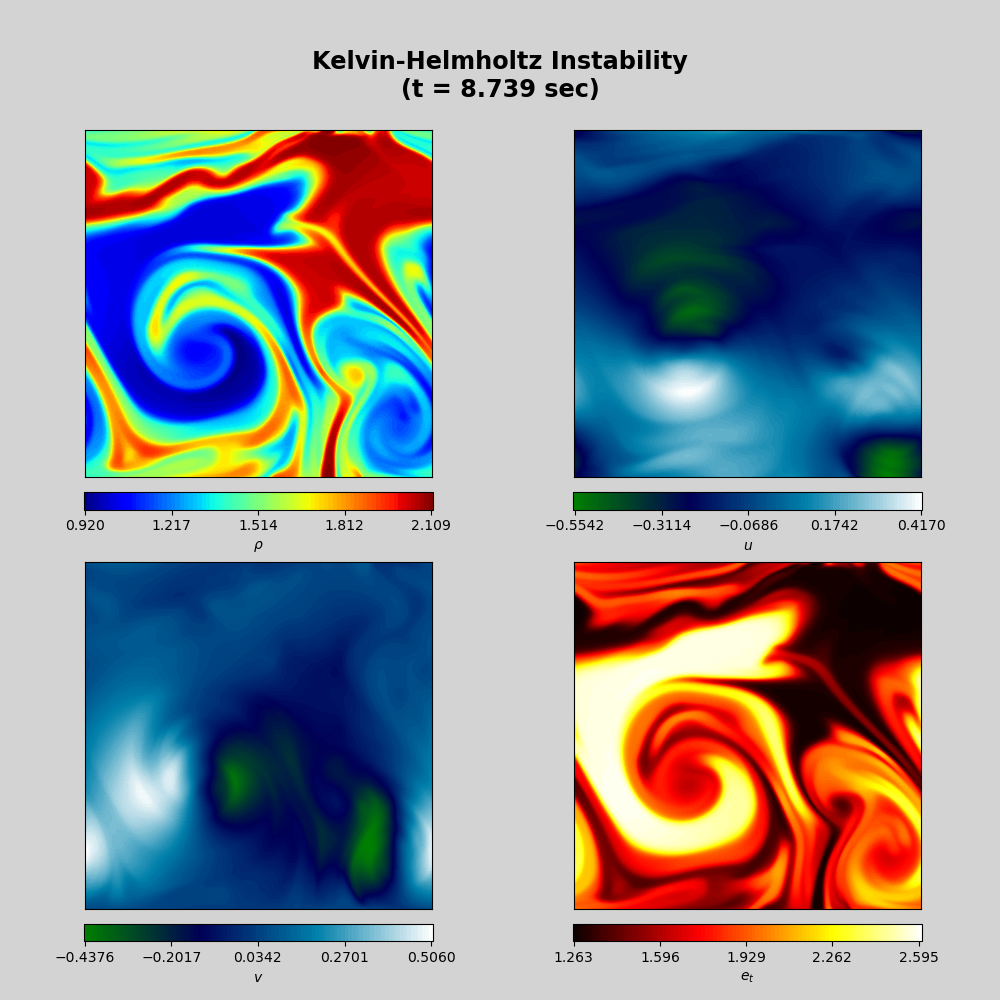 Kelvin-Helmholtz Instability
(t = 8.739 sec)
0.920 1.217 1.514 1.812 2.109
ρ
−0.5542 −0.3114 −0.0686 0.1742 0.4170
u
−0.4376 −0.2017 0.0342 0.2701 0.5060
v
1.263 1.596 1.929 2.262 2.595
eₜ